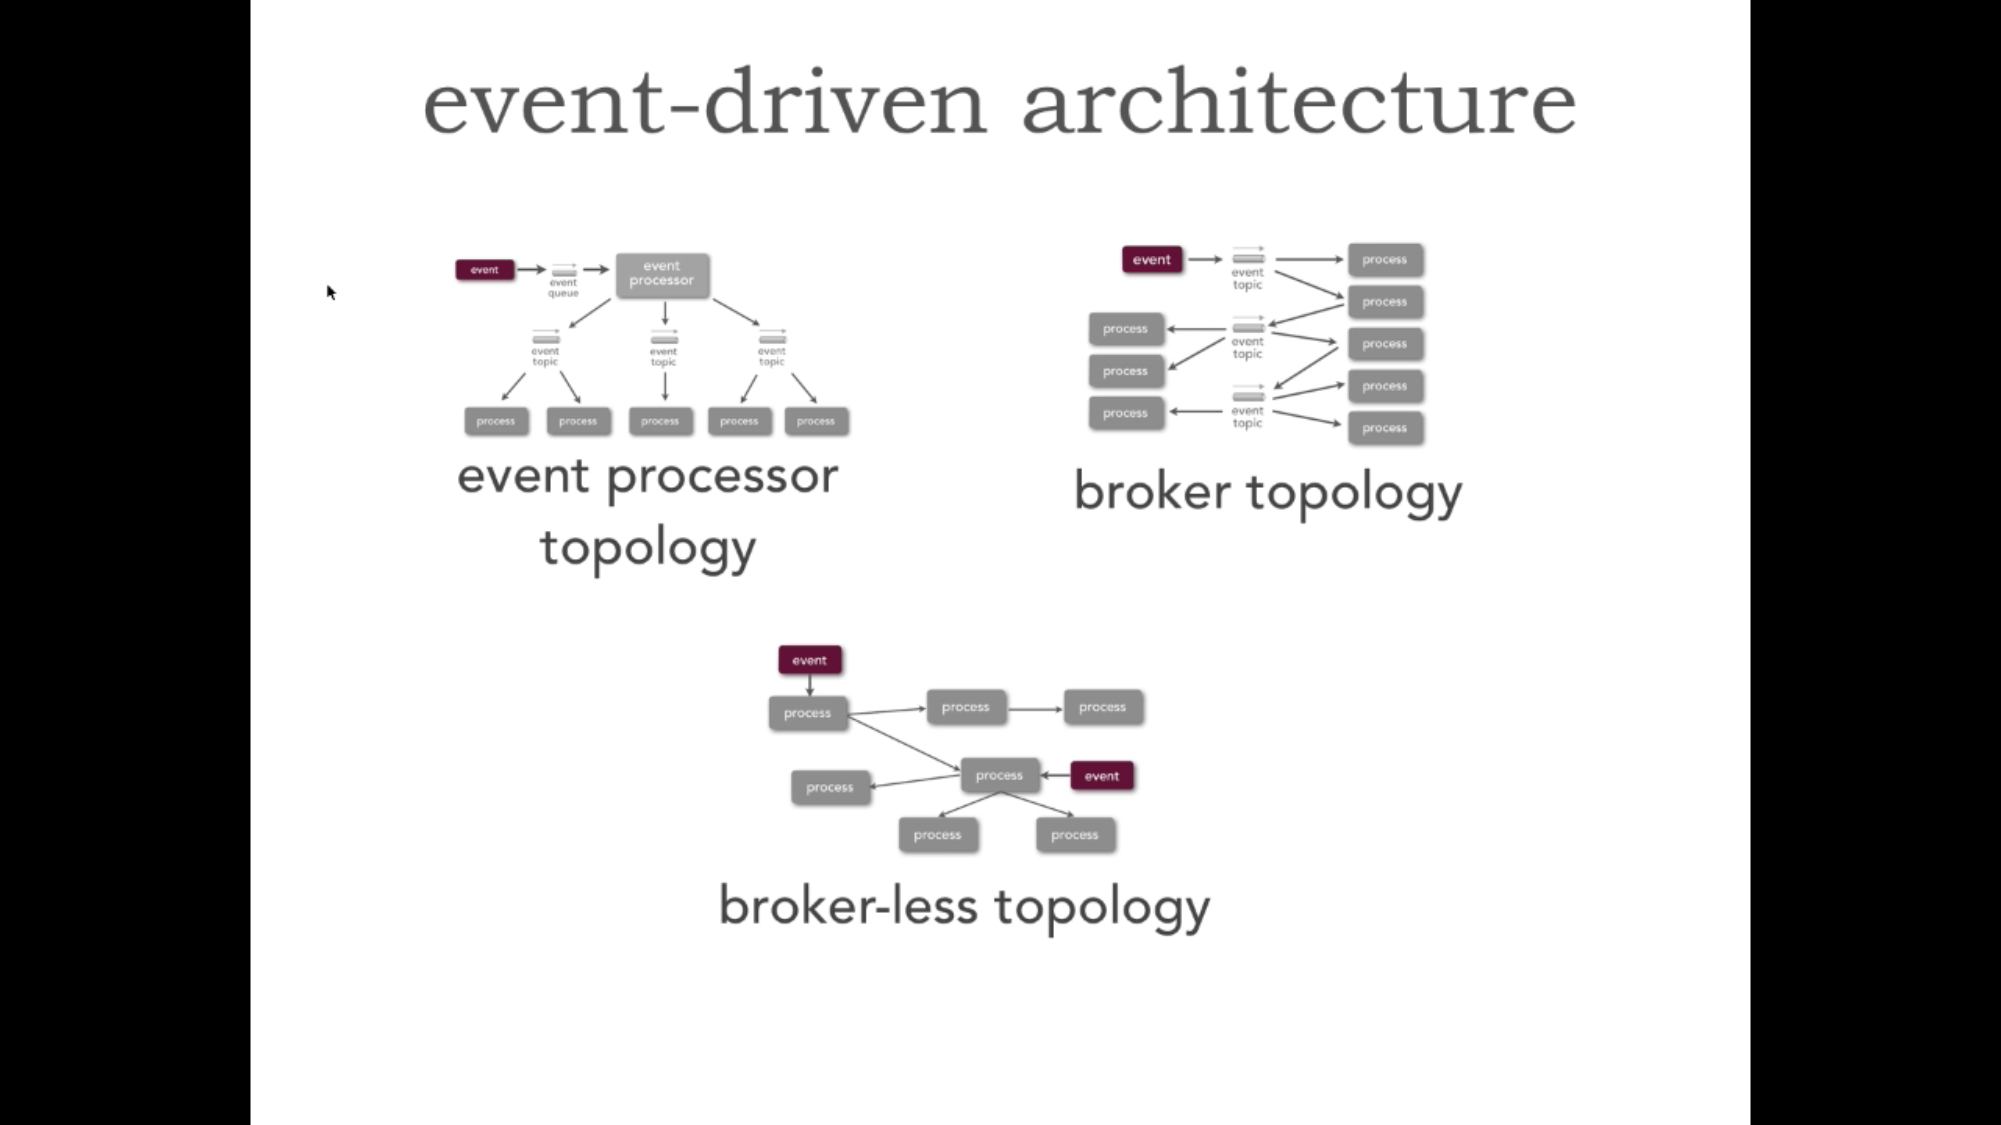 event-driven architecture
event
event
queue
event
processor
event
topic
event
topic
event
topic
process
process
process
process
process
event processor
topology
event
event
topic
process
process
process
event
topic
process
process
process
process
event
topic
process
process
broker topology
event
process
process
process
process
event
process
process
process
broker-less topology